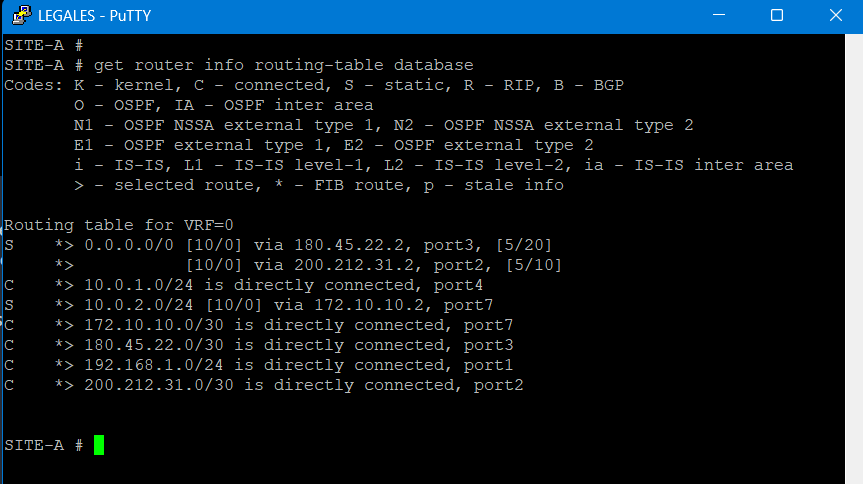 LEGALES - PuTTY
SITE-A #
SITE-A # get router info routing-table database
Codes: K - kernel, C - connected, S - static, R - RIP, B - BGP
       O - OSPF, IA - OSPF inter area
       N1 - OSPF NSSA external type 1, N2 - OSPF NSSA external type 2
       E1 - OSPF external type 1, E2 - OSPF external type 2
       i - IS-IS, L1 - IS-IS level-1, L2 - IS-IS level-2, ia - IS-IS inter area
       > - selected route, * - FIB route, p - stale info
Routing table for VRF=0
S    *> 0.0.0.0/0 [10/0] via 180.45.22.2, port3, [5/20]
     *>           [10/0] via 200.212.31.2, port2, [5/10]
C    *> 10.0.1.0/24 is directly connected, port4
S    *> 10.0.2.0/24 [10/0] via 172.10.10.2, port7
C    *> 172.10.10.0/30 is directly connected, port7
C    *> 180.45.22.0/30 is directly connected, port3
C    *> 192.168.1.0/24 is directly connected, port1
C    *> 200.212.31.0/30 is directly connected, port2
SITE-A #